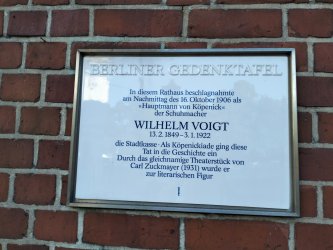 BERLINER GEDENKTAFEL
In diesem Rathaus beschlagnahmte
am Nachmittag des 16. Oktober 1906 als
»Hauptmann von Köpenick«
der Schuhmacher
WILHELM VOIGT
13. 2. 1849 – 3. 1. 1922
die Stadtkasse · Als Köpenickiade ging diese
Tat in die Geschichte ein
Durch das gleichnamige Theaterstück von
Carl Zuckmayer (1931) wurde er
zur literarischen Figur